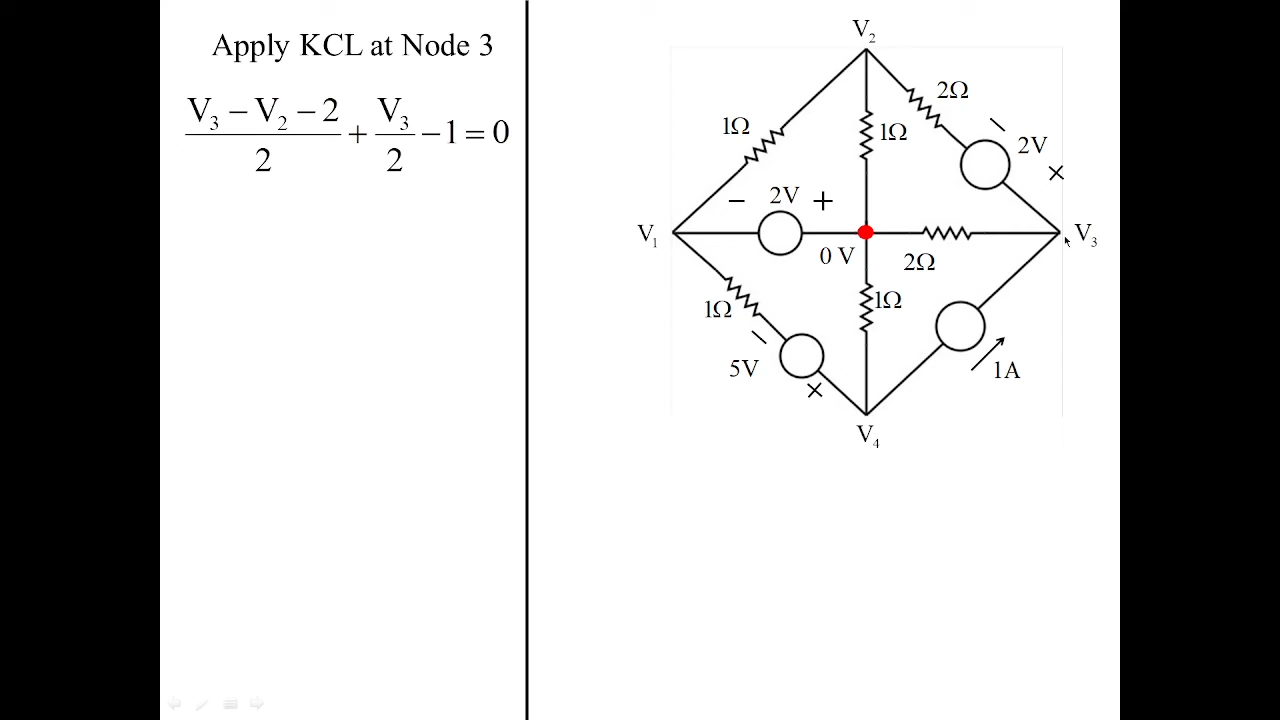 Apply KCL at Node 3
(V₃ − V₂ − 2)/2 + V₃/2 − 1 = 0
V₂
2Ω
1Ω
1Ω
−
2V
+
− 2V +
V₁
V₃
0 V
2Ω
1Ω
1Ω
−
5V
+
1A
V₄